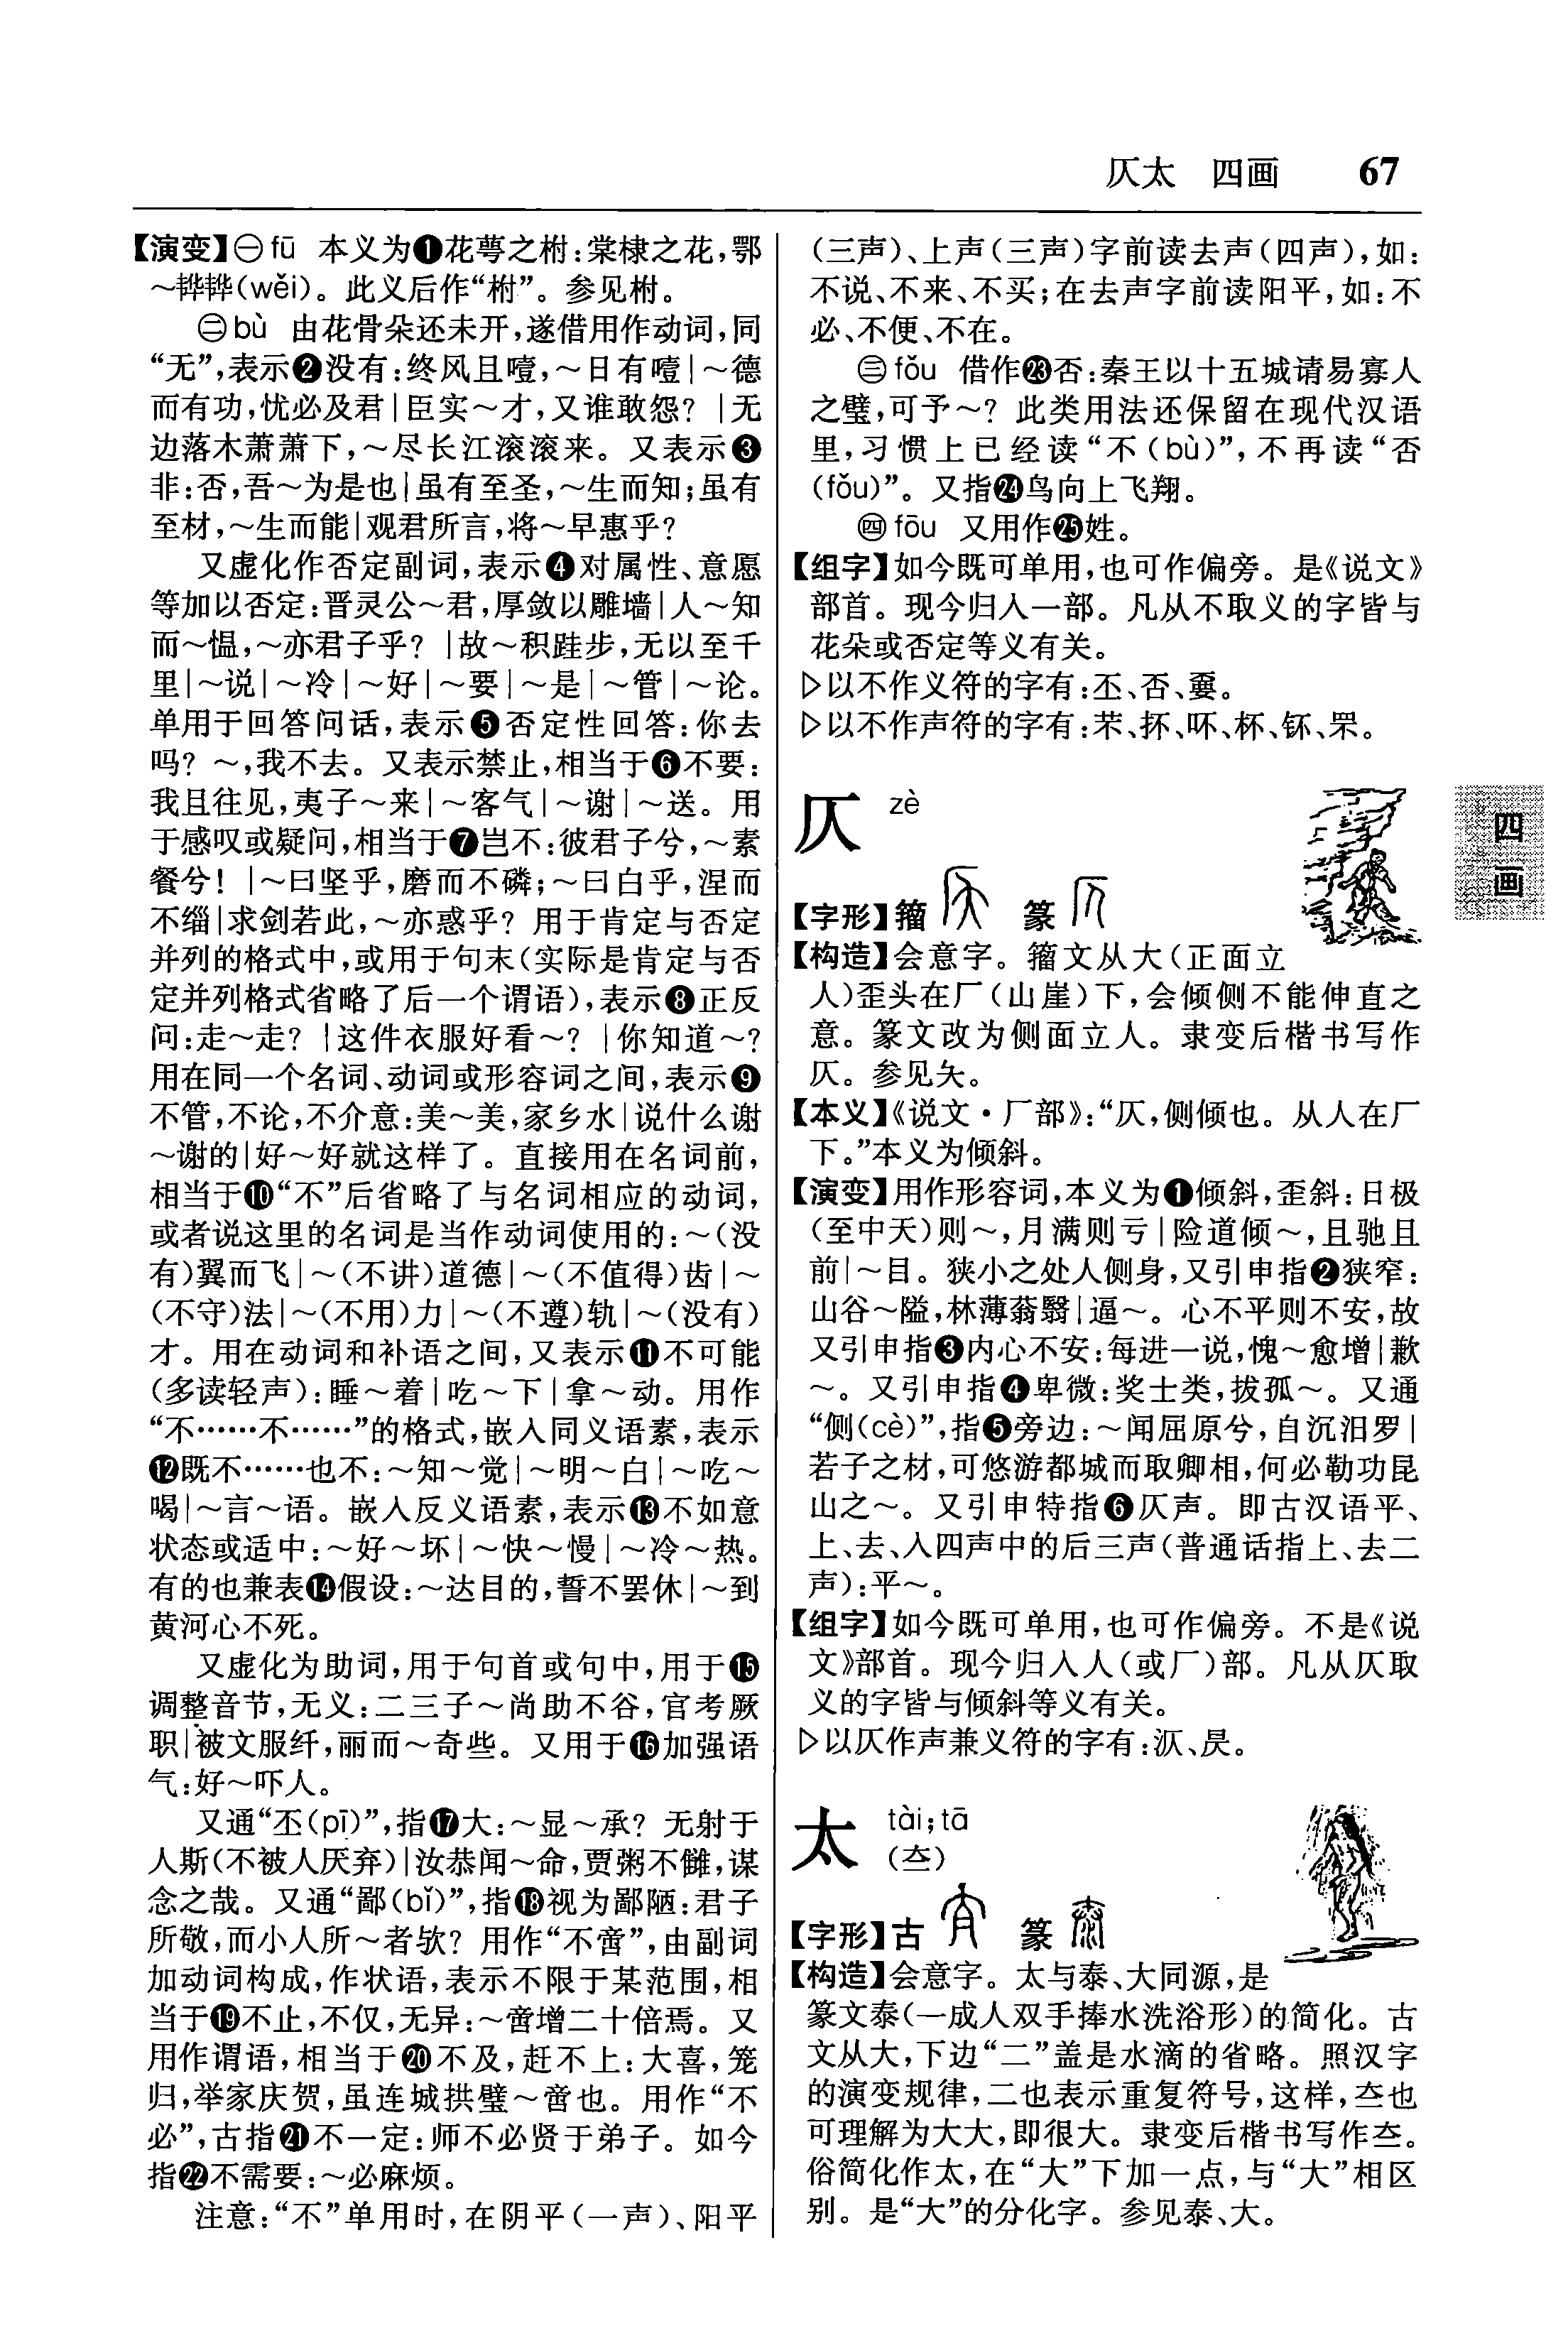 仄太　四画　67
【演变】㊀fū　本义为❶花萼之柎：棠棣之花，鄂
～韡韡(wěi)。此义后作“柎”。参见柎。
㊁bù　由花骨朵还未开，遂借用作动词，同
“无”，表示❷没有：终风且曀，～日有曀|～德
而有功，忧必及君|臣实～才，又谁敢怨？|无
边落木萧萧下，～尽长江滚滚来。又表示❸
非：否，吾～为是也|虽有至圣，～生而知；虽有
至材，～生而能|观君所言，将～早惠乎？
又虚化作否定副词，表示❹对属性、意愿
等加以否定：晋灵公～君，厚敛以雕墙|人～知
而～愠，～亦君子乎？|故～积跬步，无以至千
里|～说|～冷|～好|～要|～是|～管|～论。
单用于回答问话，表示❺否定性回答：你去
吗？～，我不去。又表示禁止，相当于❻不要：
我且往见，夷子～来|～客气|～谢|～送。用
于感叹或疑问，相当于❼岂不：彼君子兮，～素
餐兮！|～曰坚乎，磨而不磷；～曰白乎，涅而
不缁|求剑若此，～亦惑乎？用于肯定与否定
并列的格式中，或用于句末(实际是肯定与否
定并列格式省略了后一个谓语)，表示❽正反
问：走～走？|这件衣服好看～？|你知道～？
用在同一个名词、动词或形容词之间，表示❾
不管，不论，不介意：美～美，家乡水|说什么谢
～谢的|好～好就这样了。直接用在名词前，
相当于❿“不”后省略了与名词相应的动词，
或者说这里的名词是当作动词使用的：～(没
有)翼而飞|～(不讲)道德|～(不值得)齿|～
(不守)法|～(不用)力|～(不遵)轨|～(没有)
才。用在动词和补语之间，又表示⓫不可能
(多读轻声)：睡～着|吃～下|拿～动。用作
“不……不……”的格式，嵌入同义语素，表示
⓬既不……也不：～知～觉|～明～白|～吃～
喝|～言～语。嵌入反义语素，表示⓭不如意
状态或适中：～好～坏|～快～慢|～冷～热。
有的也兼表⓮假设：～达目的，誓不罢休|～到
黄河心不死。
又虚化为助词，用于句首或句中，用于⓯
调整音节，无义：二三子～尚助不谷，官考厥
职|被文服纤，丽而～奇些。又用于⓰加强语
气：好～吓人。
又通“丕(pī)”，指⓱大：～显～承？无射于
人斯(不被人厌弃)|汝恭闻～命，贾粥不雠，谋
念之哉。又通“鄙(bǐ)”，指⓲视为鄙陋：君子
所敬，而小人所～者欤？用作“不啻”，由副词
加动词构成，作状语，表示不限于某范围，相
当于⓳不止，不仅，无异：～啻增二十倍焉。又
用作谓语，相当于⓴不及，赶不上：大喜，笼
归，举家庆贺，虽连城拱璧～啻也。用作“不
必”，古指㉑不一定：师不必贤于弟子。如今
指㉒不需要：～必麻烦。
注意：“不”单用时，在阴平(一声)、阳平
(三声)、上声(三声)字前读去声(四声)，如：
不说、不来、不买；在去声字前读阳平，如：不
必、不便、不在。
㊂fǒu　借作㉓否：秦王以十五城请易寡人
之璧，可予～？此类用法还保留在现代汉语
里，习惯上已经读“不(bù)”，不再读“否
(fǒu)”。又指㉔鸟向上飞翔。
㊃fōu　又用作㉕姓。
【组字】如今既可单用，也可作偏旁。是《说文》
部首。现今归入一部。凡从不取义的字皆与
花朵或否定等义有关。
▷以不作义符的字有：丕、否、嫑。
▷以不作声符的字有：芣、抔、吥、杯、钚、罘。
仄　zè
【字形】籀　篆
【构造】会意字。籀文从大(正面立
人)歪头在厂(山崖)下，会倾侧不能伸直之
意。篆文改为侧面立人。隶变后楷书写作
仄。参见夨。
【本义】《说文·厂部》：“仄，侧倾也。从人在厂
下。”本义为倾斜。
【演变】用作形容词，本义为❶倾斜，歪斜：日极
(至中天)则～，月满则亏|险道倾～，且驰且
前|～目。狭小之处人侧身，又引申指❷狭窄：
山谷～隘，林薄蓊翳|逼～。心不平则不安，故
又引申指❸内心不安：每进一说，愧～愈增|歉
～。又引申指❹卑微：奖士类，拔孤～。又通
“侧(cè)”，指❺旁边：～闻屈原兮，自沉汨罗|
若子之材，可悠游都城而取卿相，何必勒功昆
山之～。又引申特指❻仄声。即古汉语平、
上、去、入四声中的后三声(普通话指上、去二
声)：平～。
【组字】如今既可单用，也可作偏旁。不是《说
文》部首。现今归入人(或厂)部。凡从仄取
义的字皆与倾斜等义有关。
▷以仄作声兼义符的字有：汄、昃。
太　tài；tā
(夳)
【字形】古　篆
【构造】会意字。太与泰、大同源，是
篆文泰(一成人双手捧水洗浴形)的简化。古
文从大，下边“二”盖是水滴的省略。照汉字
的演变规律，二也表示重复符号，这样，夳也
可理解为大大，即很大。隶变后楷书写作夳。
俗简化作太，在“大”下加一点，与“大”相区
别。是“大”的分化字。参见泰、大。
四画